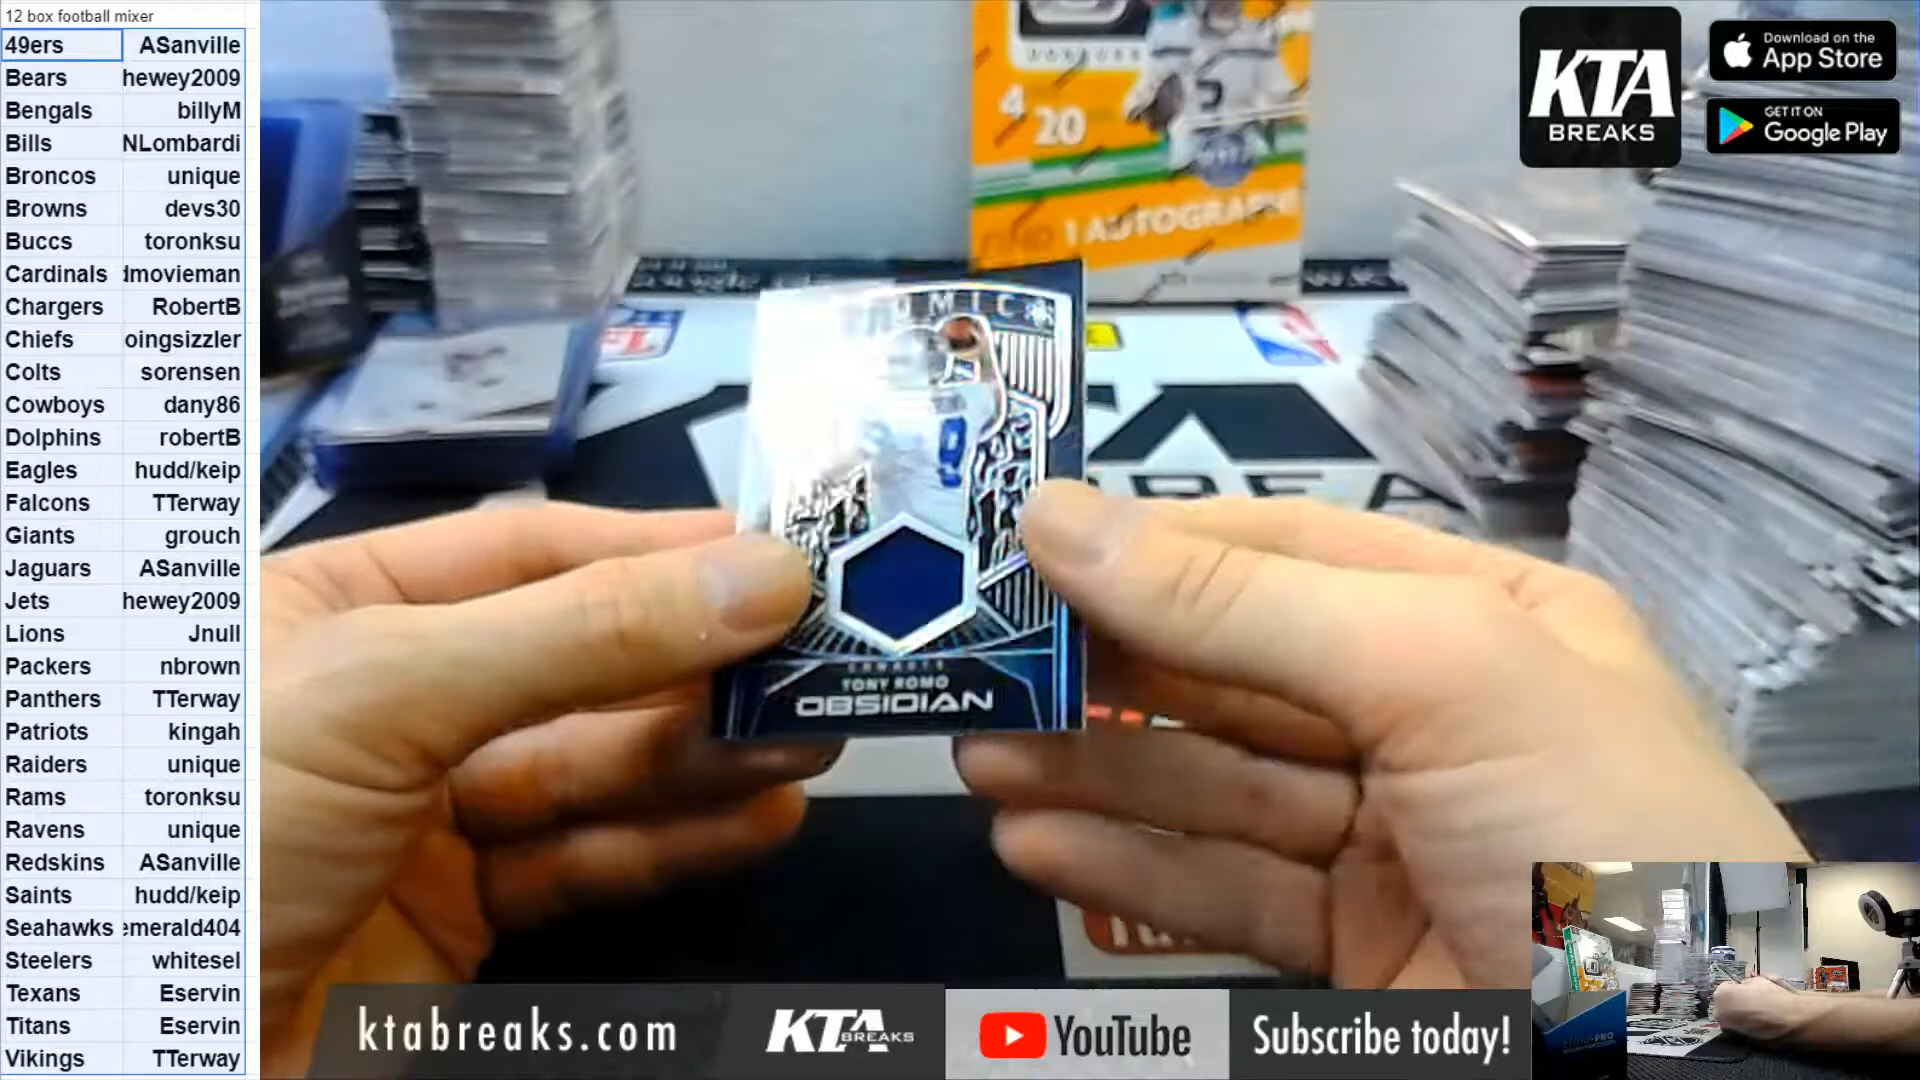 12 box football mixer
49ers ASanville
Bears hewey2009
Bengals billyM
Bills NLombardi
Broncos unique
Browns devs30
Buccs toronksu
Cardinals movieman
Chargers RobertB
Chiefs oingsizzler
Colts sorensen
Cowboys dany86
Dolphins robertB
Eagles hudd/keip
Falcons TTerway
Giants grouch
Jaguars ASanville
Jets hewey2009
Lions Jnull
Packers nbrown
Panthers TTerway
Patriots kingah
Raiders unique
Rams toronksu
Ravens unique
Redskins ASanville
Saints hudd/keip
Seahawks emerald404
Steelers whitesel
Texans Eservin
Titans Eservin
Vikings TTerway
4 20
1 AUTOGRAPH
KTA
BREAKS
Download on the
App Store
GET IT ON
Google Play
9
TONY ROMO
OBSIDIAN
ktabreaks.com
KTA BREAKS
YouTube
Subscribe today!